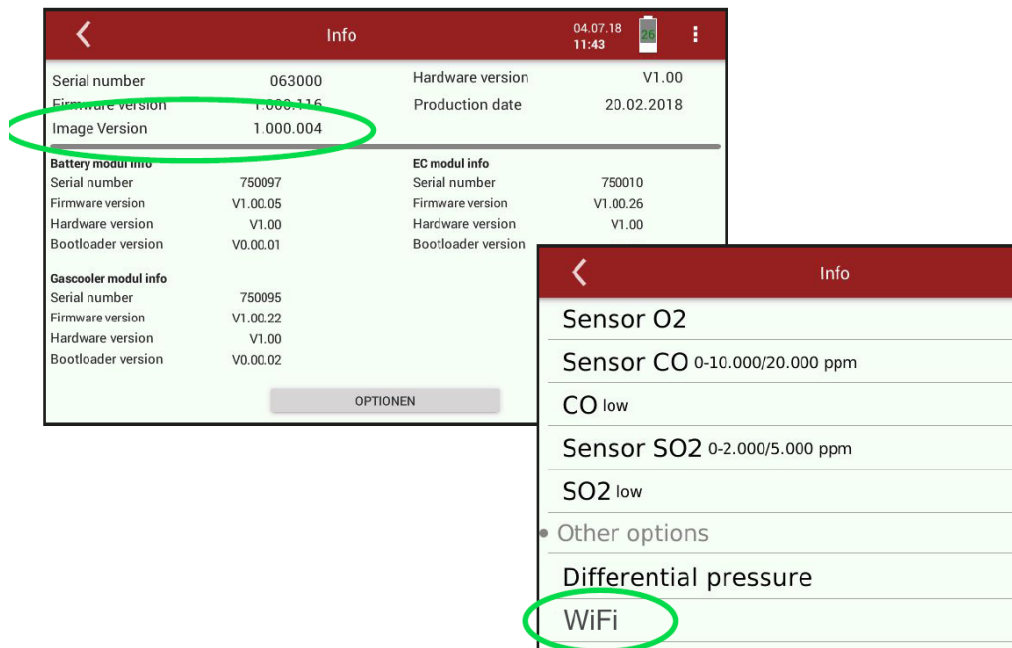 Info
04.07.18
11:43
26
Serial number 063000
Hardware version V1.00
Firmware version 1.000.116
Production date 20.02.2018
Image Version 1.000.004
Battery modul info
Serial number 750097
Firmware version V1.00.05
Hardware version V1.00
Bootloader version V0.00.01
EC modul info
Serial number 750010
Firmware version V1.00.26
Hardware version V1.00
Bootloader version
Gascooler modul info
Serial number 750095
Firmware version V1.00.22
Hardware version V1.00
Bootloader version V0.00.02
OPTIONEN
Info
Sensor O2
Sensor CO 0-10.000/20.000 ppm
CO low
Sensor SO2 0-2.000/5.000 ppm
SO2 low
Other options
Differential pressure
WiFi